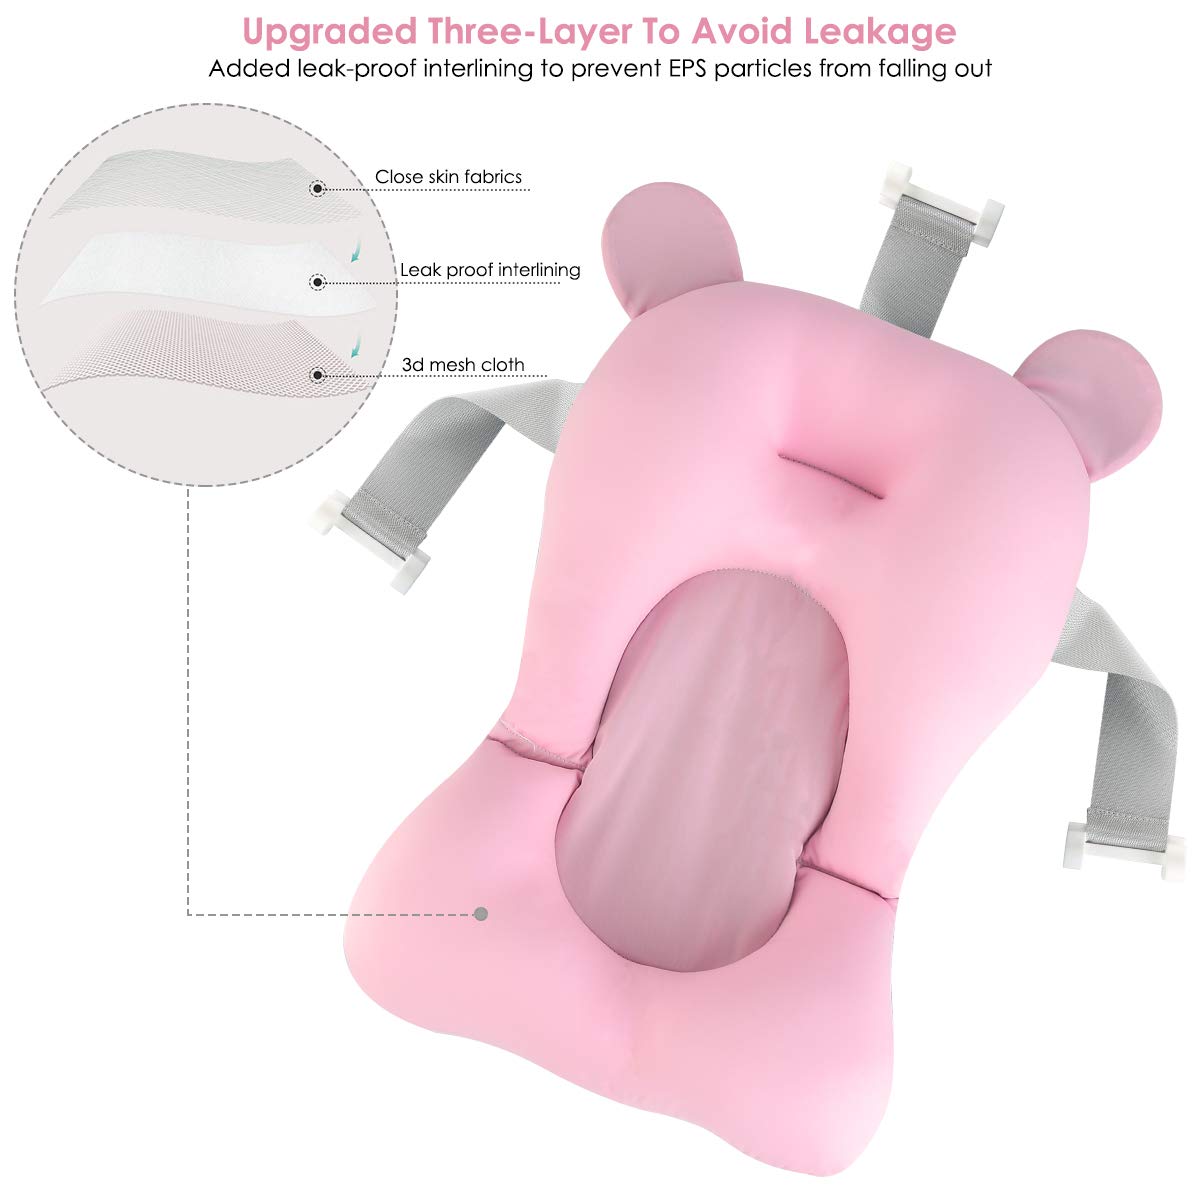 Upgraded Three-Layer To Avoid Leakage
Added leak-proof interlining to prevent EPS particles from falling out
Close skin fabrics
Leak proof interlining
3d mesh cloth